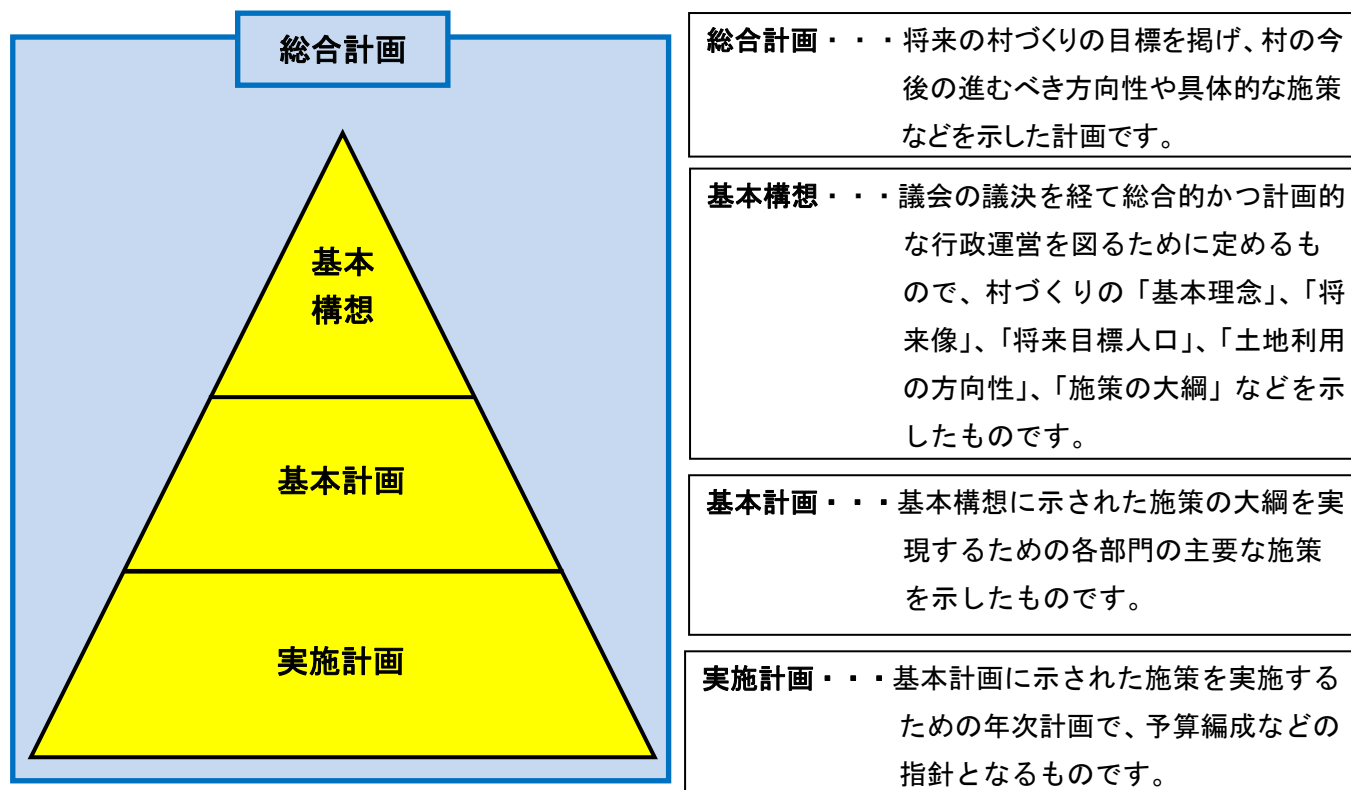 総合計画
基本
構想
基本計画
実施計画
総合計画・・・将来の村づくりの目標を掲げ、村の今
後の進むべき方向性や具体的な施策
などを示した計画です。
基本構想・・・議会の議決を経て総合的かつ計画的
な行政運営を図るために定めるも
ので、村づくりの「基本理念」、「将
来像」、「将来目標人口」、「土地利用
の方向性」、「施策の大綱」などを示
したものです。
基本計画・・・基本構想に示された施策の大綱を実
現するための各部門の主要な施策
を示したものです。
実施計画・・・基本計画に示された施策を実施する
ための年次計画で、予算編成などの
指針となるものです。